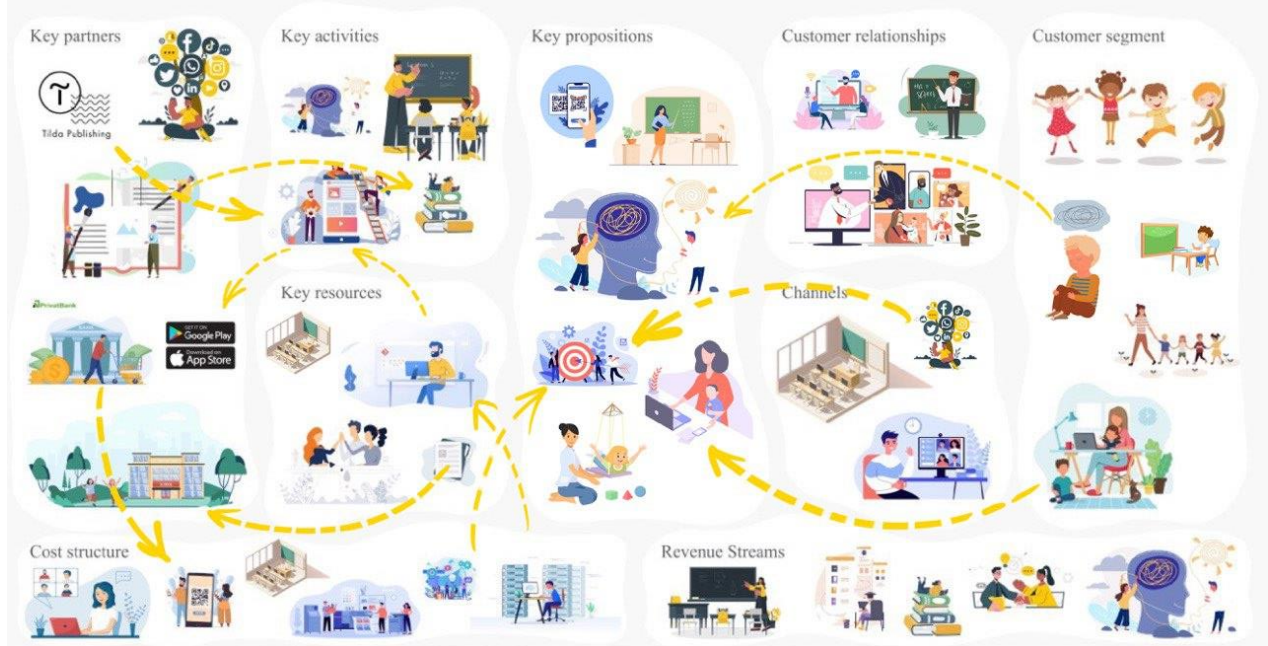 Key partners
Key activities
Key propositions
Customer relationships
Customer segment
Tilda Publishing
PrivatBank
GET IT ON
Google Play
Download on
App Store
BANK
Key resources
Channels
Cost structure
Revenue Streams